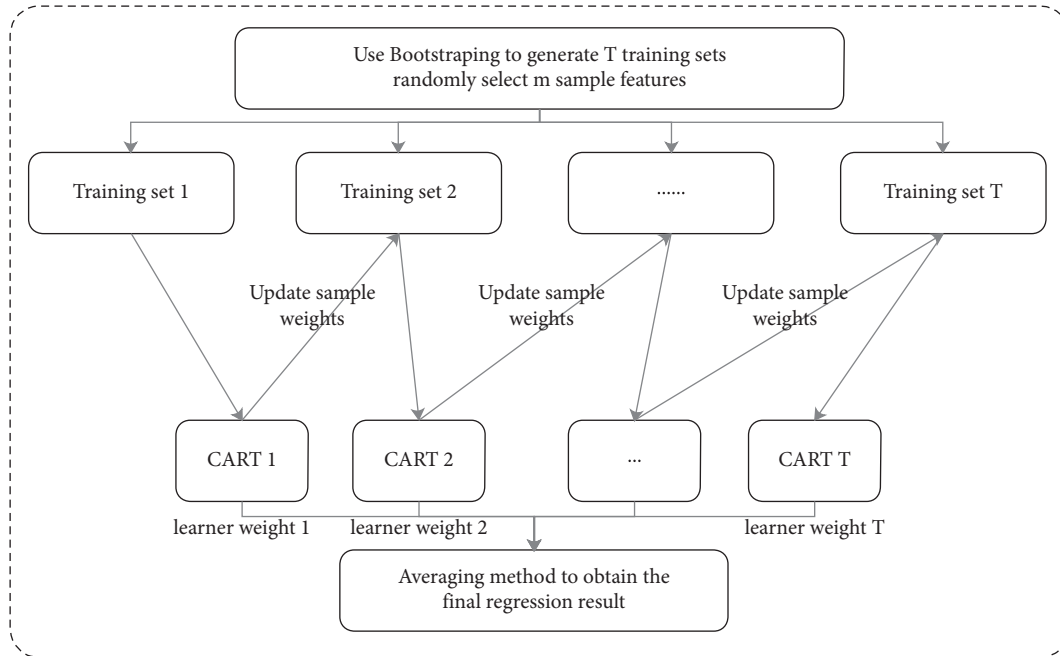 Use Bootstraping to generate T training sets
randomly select m sample features
Training set 1
Training set 2
......
Training set T
Update sample
weights
Update sample
weights
Update sample
weights
CART 1
CART 2
...
CART T
learner weight 1
learner weight 2
learner weight T
Averaging method to obtain the
final regression result